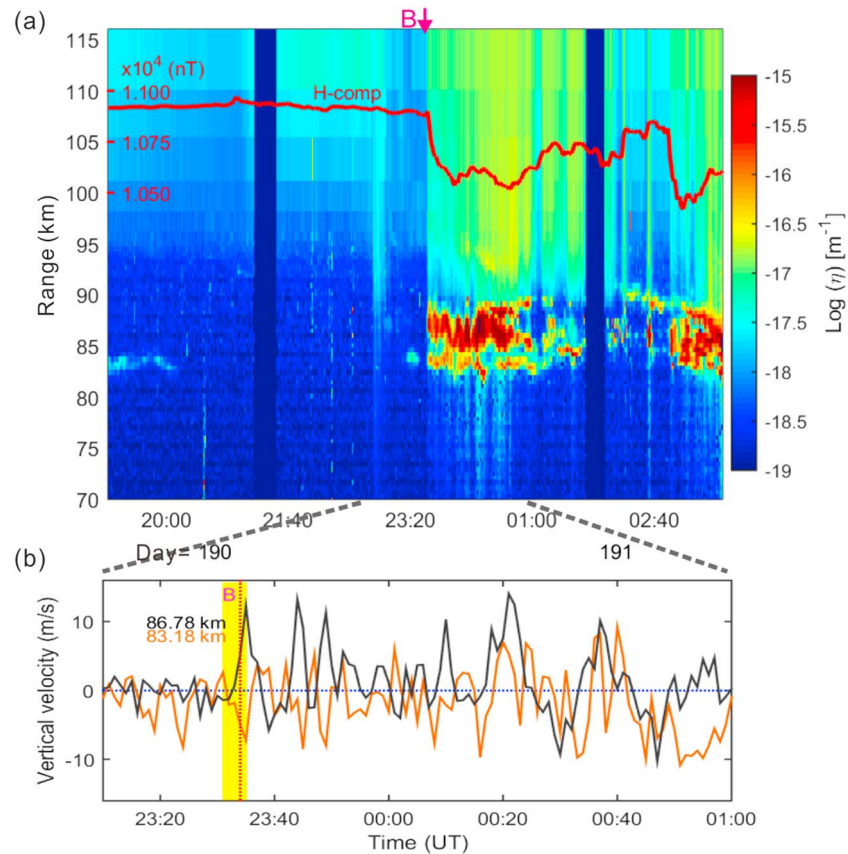 (a)
B
115
110
105
100
95
90
85
80
75
70
Range (km)
x10⁴ (nT)
1.100
1.075
1.050
H-comp
-15
-15.5
-16
-16.5
-17
-17.5
-18
-18.5
-19
Log (η) [m⁻¹]
20:00 21:40 23:20 01:00 02:40
Day= 190 191
(b)
B
86.78 km
83.18 km
10
0
-10
Vertical velocity (m/s)
23:20 23:40 00:00 00:20 00:40 01:00
Time (UT)